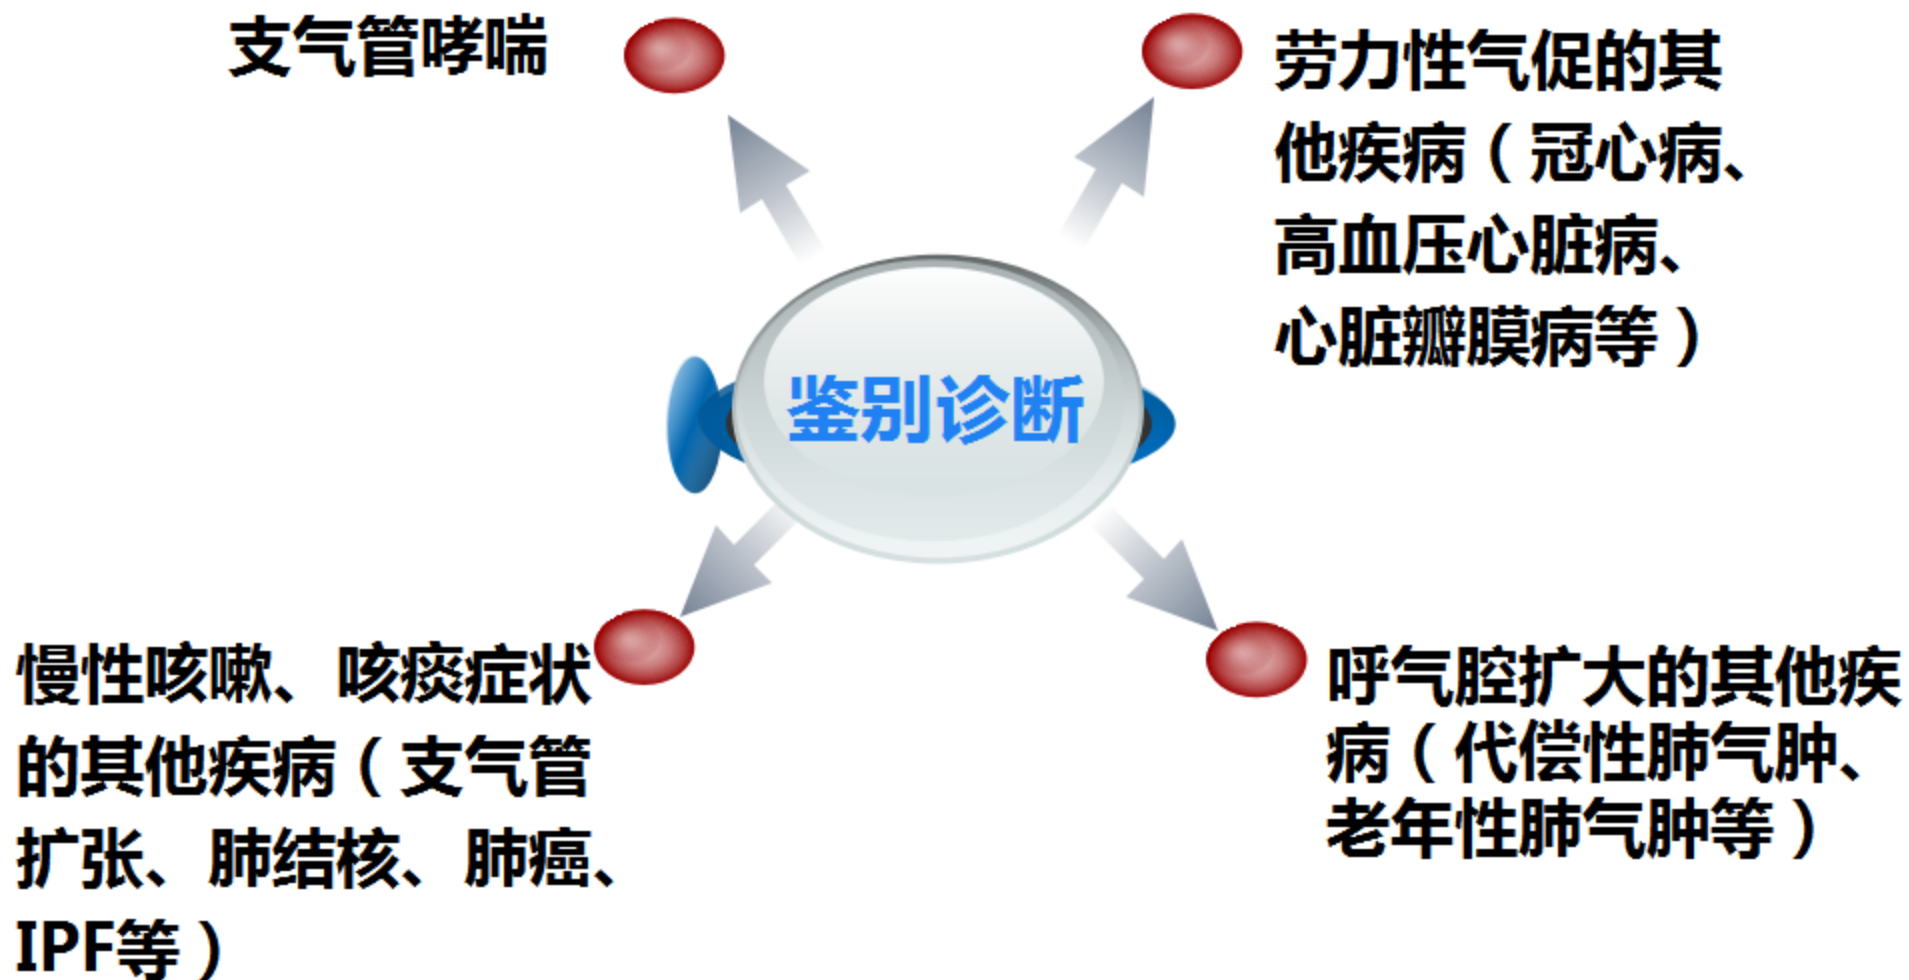 支气管哮喘
劳力性气促的其
他疾病（冠心病、
高血压心脏病、
心脏瓣膜病等）
鉴别诊断
慢性咳嗽、咳痰症状
的其他疾病（支气管
扩张、肺结核、肺癌、
IPF等）
呼气腔扩大的其他疾
病（代偿性肺气肿、
老年性肺气肿等）